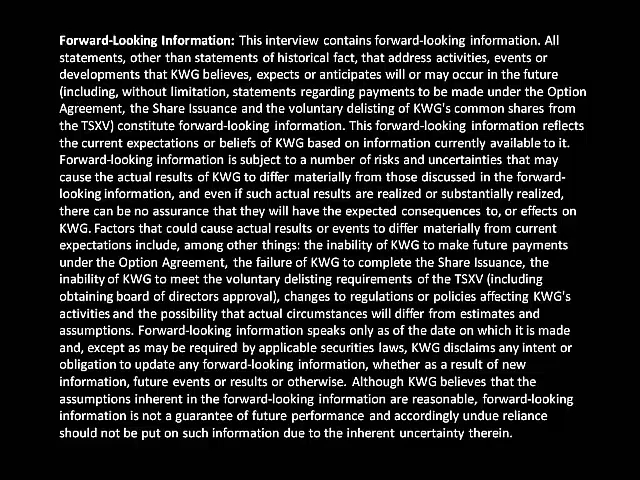 Forward-Looking Information: This interview contains forward-looking information. All
statements, other than statements of historical fact, that address activities, events or
developments that KWG believes, expects or anticipates will or may occur in the future
(including, without limitation, statements regarding payments to be made under the Option
Agreement, the Share Issuance and the voluntary delisting of KWG's common shares from
the TSXV) constitute forward-looking information. This forward-looking information reflects
the current expectations or beliefs of KWG based on information currently available to it.
Forward-looking information is subject to a number of risks and uncertainties that may
cause the actual results of KWG to differ materially from those discussed in the forward-
looking information, and even if such actual results are realized or substantially realized,
there can be no assurance that they will have the expected consequences to, or effects on
KWG. Factors that could cause actual results or events to differ materially from current
expectations include, among other things: the inability of KWG to make future payments
under the Option Agreement, the failure of KWG to complete the Share Issuance, the
inability of KWG to meet the voluntary delisting requirements of the TSXV (including
obtaining board of directors approval), changes to regulations or policies affecting KWG's
activities and the possibility that actual circumstances will differ from estimates and
assumptions. Forward-looking information speaks only as of the date on which it is made
and, except as may be required by applicable securities laws, KWG disclaims any intent or
obligation to update any forward-looking information, whether as a result of new
information, future events or results or otherwise. Although KWG believes that the
assumptions inherent in the forward-looking information are reasonable, forward-looking
information is not a guarantee of future performance and accordingly undue reliance
should not be put on such information due to the inherent uncertainty therein.